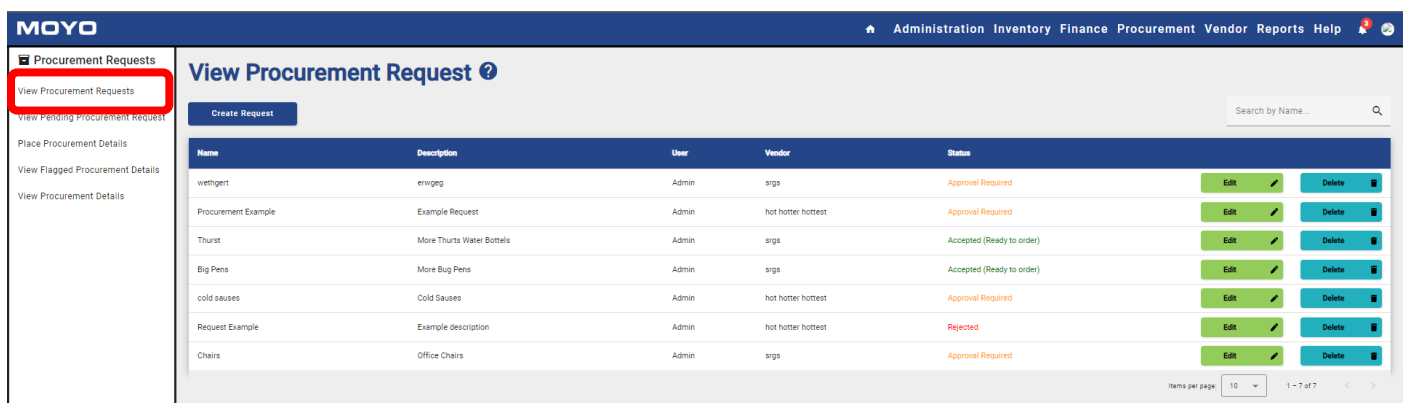 MOYO
Administration Inventory Finance Procurement Vendor Reports Help 3
Procurement Requests
View Procurement Requests
View Pending Procurement Request
Place Procurement Details
View Flagged Procurement Details
View Procurement Details
View Procurement Request ?
Create Request
Search by Name...
Name Description User Vendor Status
wethgert erwgeg Admin srgs Approval Required Edit Delete
Procurement Example Example Request Admin hot hotter hottest Approval Required Edit Delete
Thurst More Thurts Water Bottels Admin srgs Accepted (Ready to order) Edit Delete
Big Pens More Bug Pens Admin srgs Accepted (Ready to order) Edit Delete
cold sauses Cold Sauses Admin hot hotter hottest Approval Required Edit Delete
Request Example Example description Admin hot hotter hottest Rejected Edit Delete
Chairs Office Chairs Admin srgs Approval Required Edit Delete
Items per page: 10 1 – 7 of 7